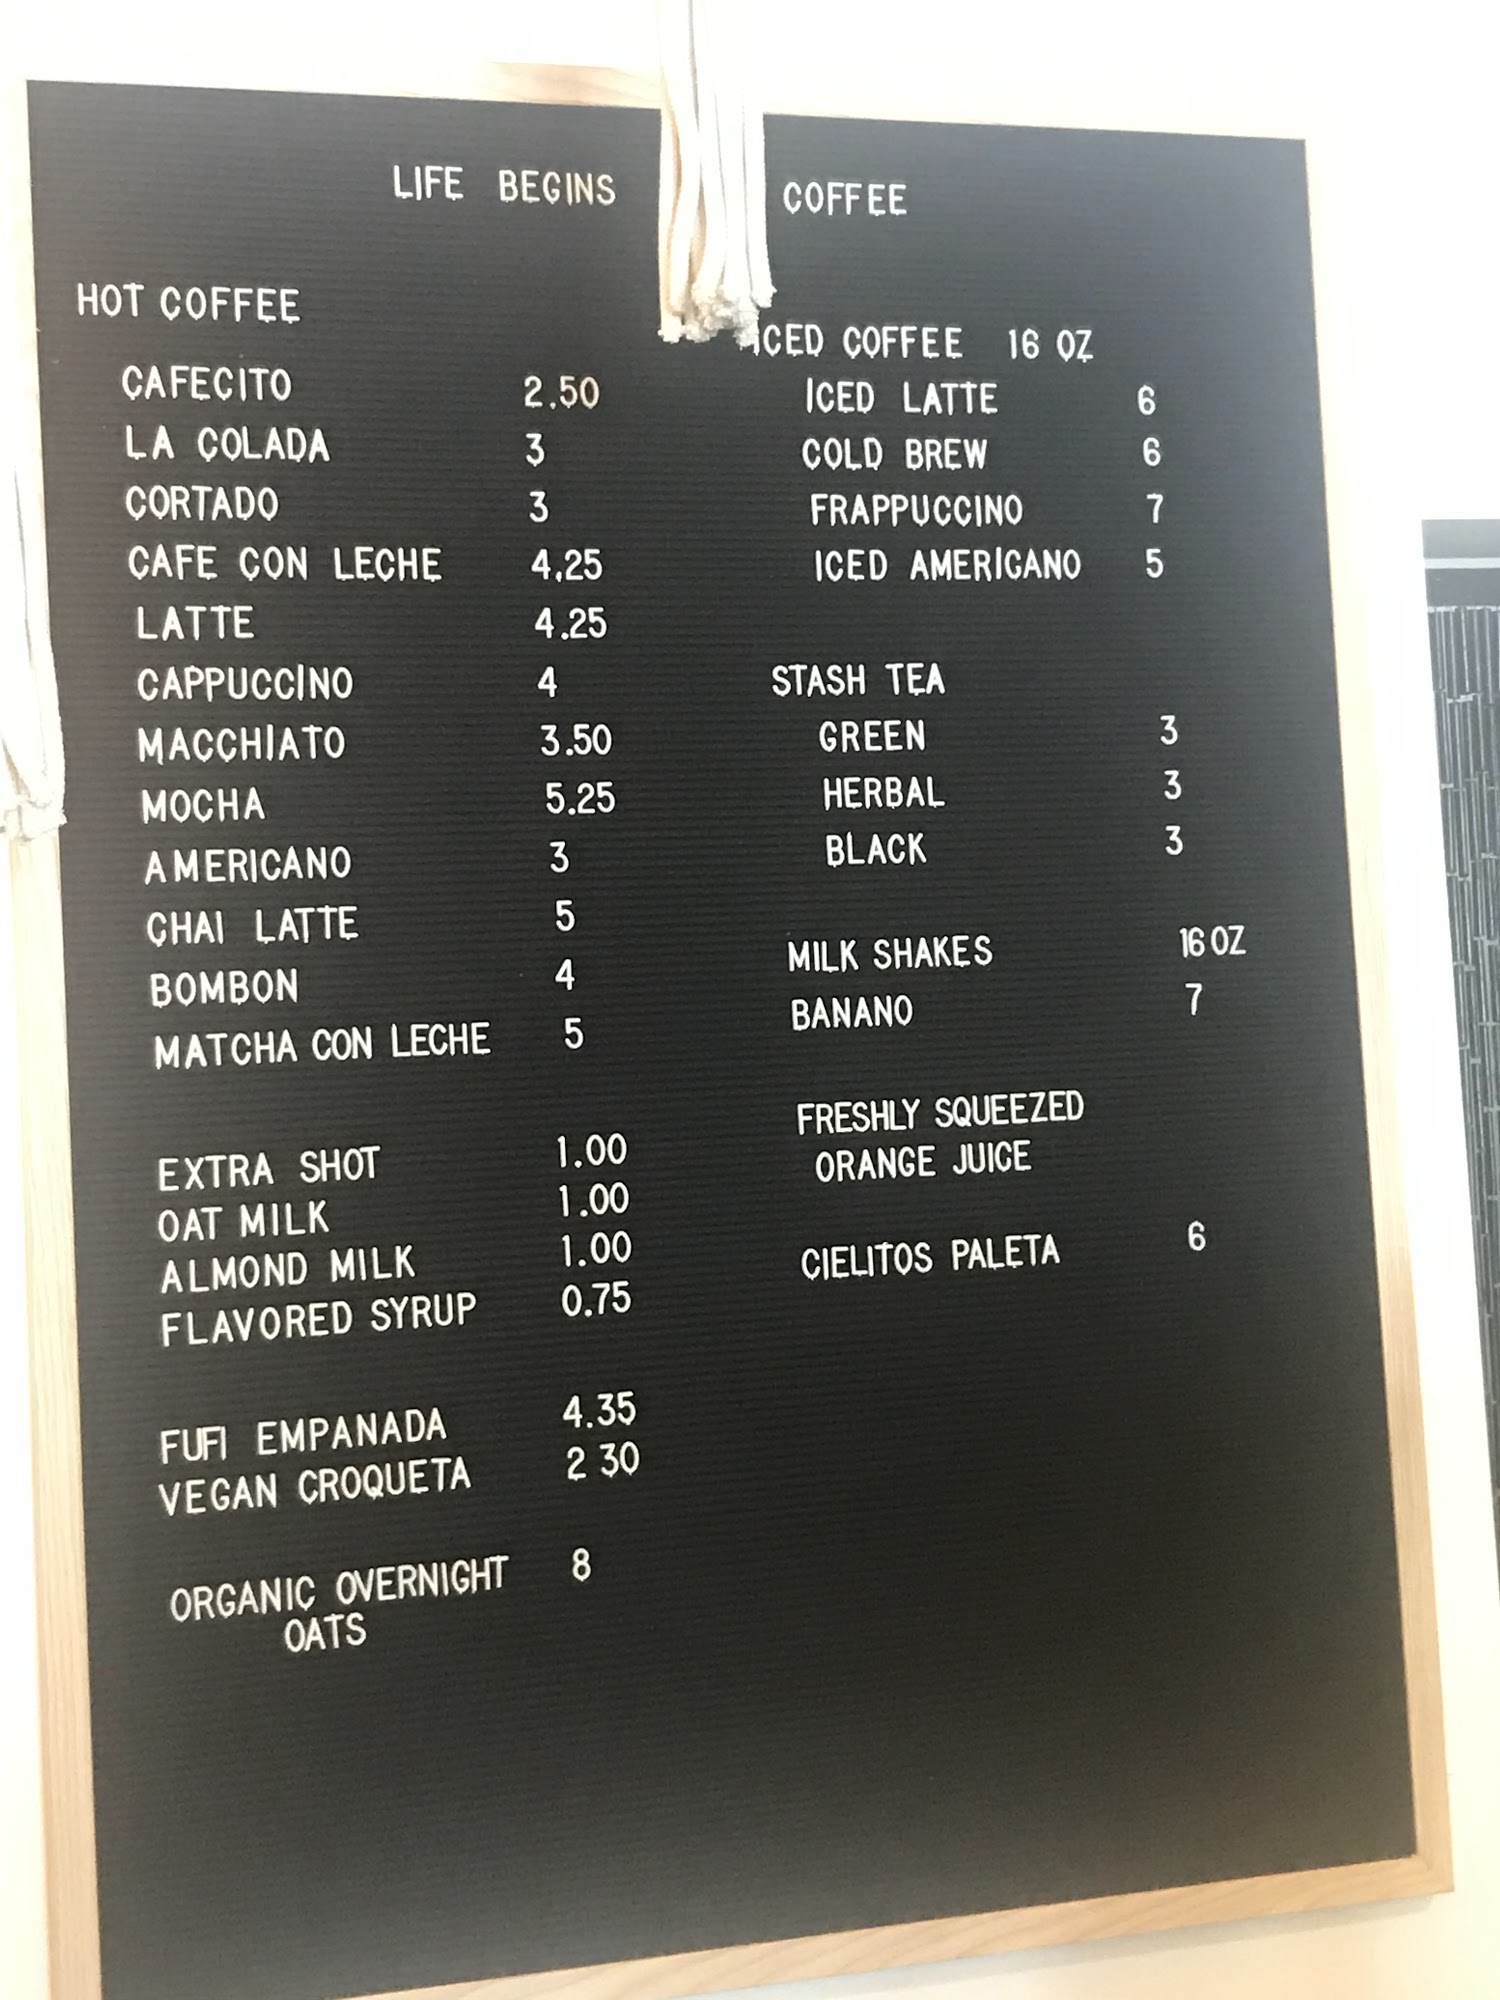 LIFE BEGINS COFFEE
HOT COFFEE
CAFECITO 2.50
LA COLADA 3
CORTADO 3
CAFE CON LECHE 4.25
LATTE 4.25
CAPPUCCINO 4
MACCHIATO 3.50
MOCHA 5.25
AMERICANO 3
CHAI LATTE 5
BOMBON 4
MATCHA CON LECHE 5
EXTRA SHOT 1.00
OAT MILK 1.00
ALMOND MILK 1.00
FLAVORED SYRUP 0.75
FUFI EMPANADA 4.35
VEGAN CROQUETA 2 30
ORGANIC OVERNIGHT 8
OATS
ICED COFFEE 16 OZ
ICED LATTE 6
COLD BREW 6
FRAPPUCCINO 7
ICED AMERICANO 5
STASH TEA
GREEN 3
HERBAL 3
BLACK 3
MILK SHAKES 16 OZ
BANANO 7
FRESHLY SQUEEZED
ORANGE JUICE
CIELITOS PALETA 6